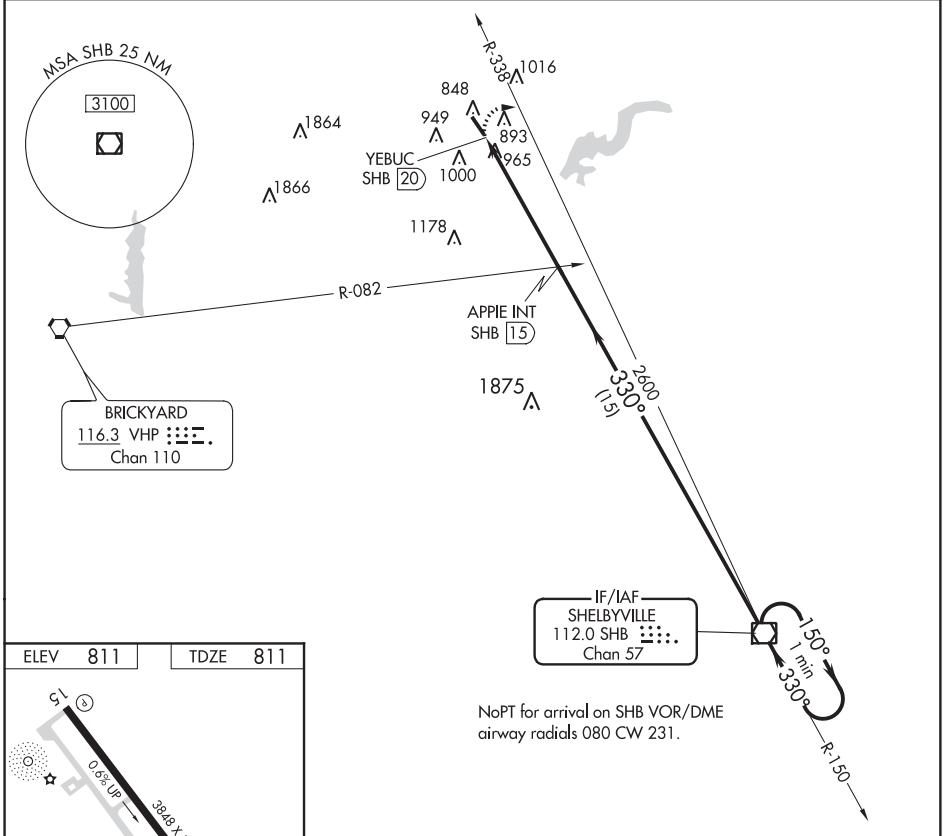 MSA SHB 25 NM
3100
R-338
1016
848
1864
949
893
YEBUC
SHB 20
965
1000
1866
1178
R-082
APPIE INT
SHB 15
2600
330°
(15)
1875
BRICKYARD
116.3 VHP
Chan 110
IF/IAF
SHELBYVILLE
112.0 SHB
Chan 57
150°
1 min
330°
R-150
NoPT for arrival on SHB VOR/DME
airway radials 080 CW 231.
ELEV 811
TDZE 811
15
P
0.6% UP
3848 X